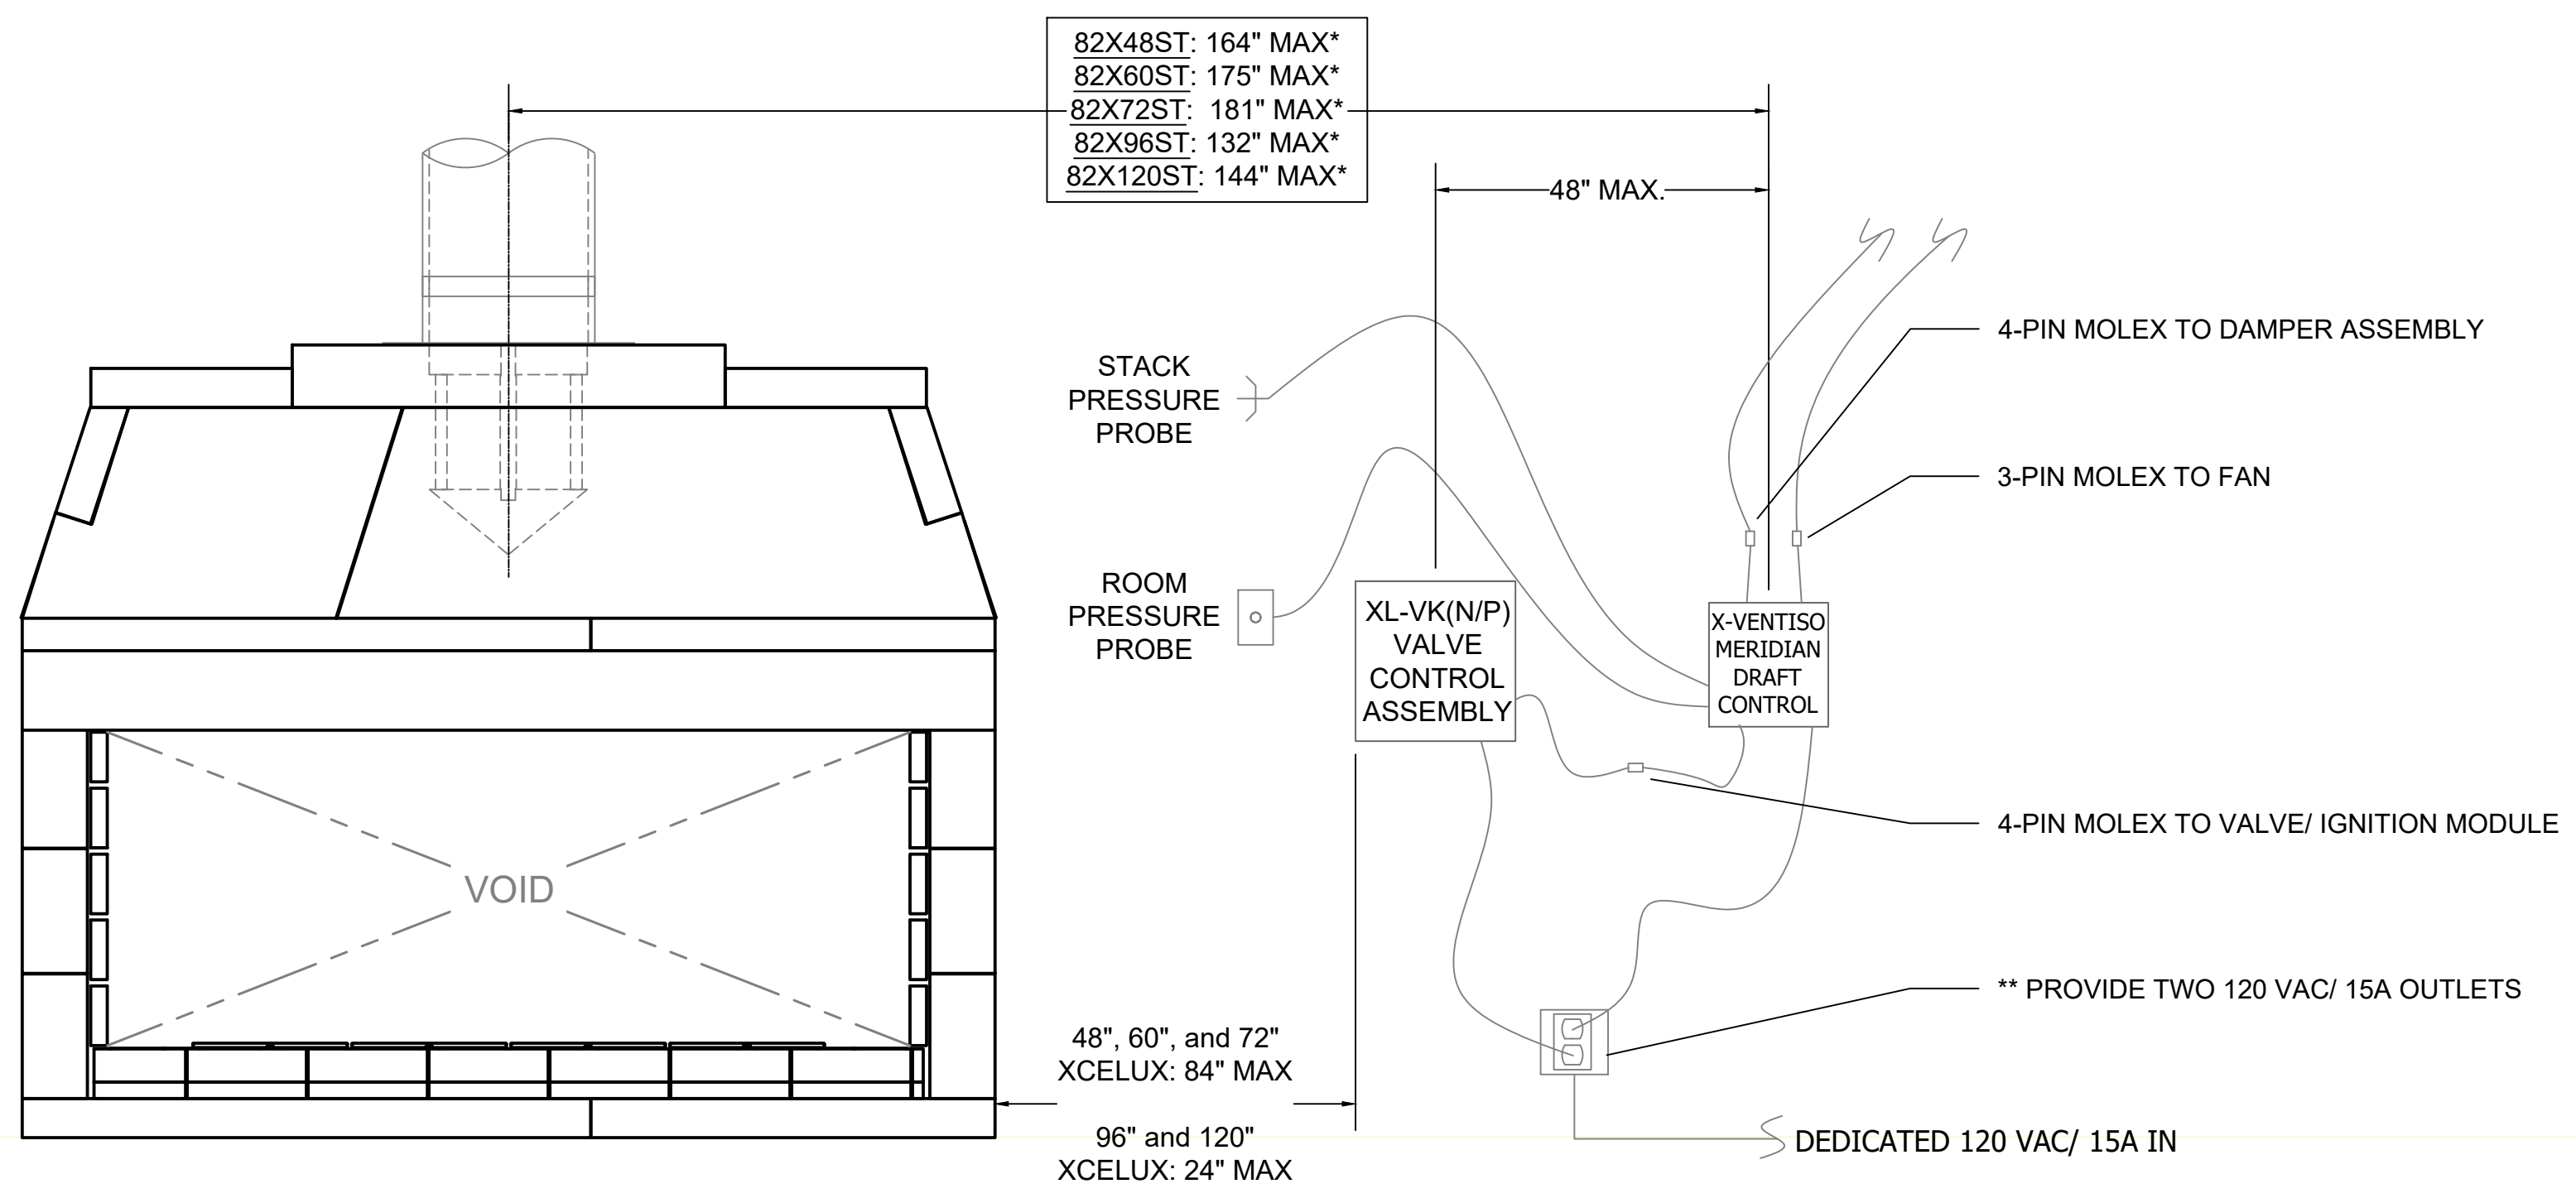 82X48ST: 164" MAX*
82X60ST: 175" MAX*
82X72ST: 181" MAX*
82X96ST: 132" MAX*
82X120ST: 144" MAX*
48" MAX.
4-PIN MOLEX TO DAMPER ASSEMBLY
STACK
PRESSURE
PROBE
3-PIN MOLEX TO FAN
ROOM
PRESSURE
PROBE
XL-VK(N/P)
VALVE
CONTROL
ASSEMBLY
X-VENTISO
MERIDIAN
DRAFT
CONTROL
4-PIN MOLEX TO VALVE/ IGNITION MODULE
VOID
** PROVIDE TWO 120 VAC/ 15A OUTLETS
48", 60", and 72"
XCELUX: 84" MAX
96" and 120"
XCELUX: 24" MAX
DEDICATED 120 VAC/ 15A IN